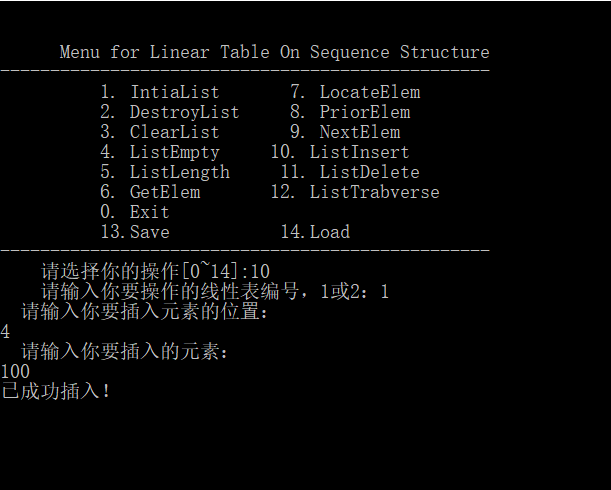 Menu for Linear Table On Sequence Structure
-------------------------------------------------
1. IntiaList 7. LocateElem
2. DestroyList 8. PriorElem
3. ClearList 9. NextElem
4. ListEmpty 10. ListInsert
5. ListLength 11. ListDelete
6. GetElem 12. ListTrabverse
0. Exit
13.Save 14.Load
-------------------------------------------------
请选择你的操作[0~14]:10
请输入你要操作的线性表编号，1或2：1
请输入你要插入元素的位置：
4
请输入你要插入的元素：
100
已成功插入！